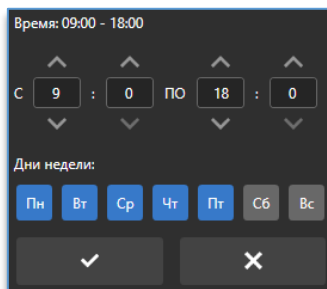 Время: 09:00 - 18:00
С 9 : 0 ПО 18 : 0
Дни недели:
Пн Вт Ср Чт Пт Сб Вс